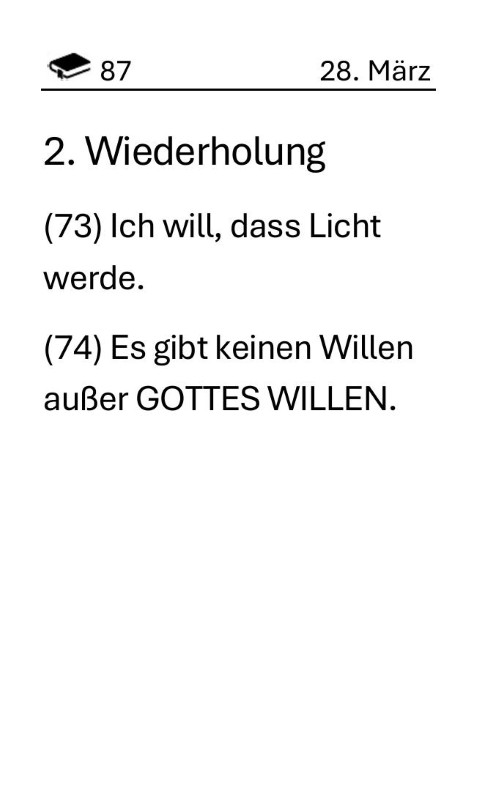 87 28. März
2. Wiederholung
(73) Ich will, dass Licht
werde.
(74) Es gibt keinen Willen
außer GOTTES WILLEN.